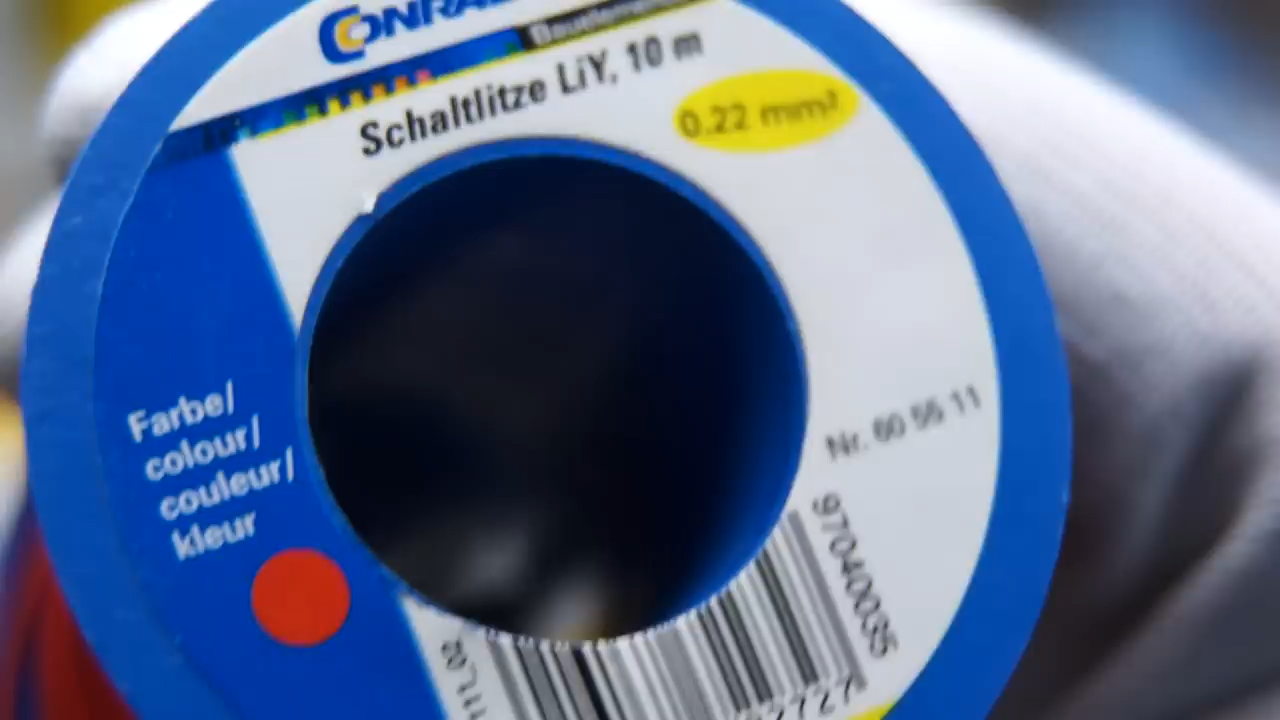 CONRAD
Schaltlitze LiY, 10 m
0.22 mm²
Farbe/
colour/
couleur/
kleur
Nr. 60 55 11
97040035